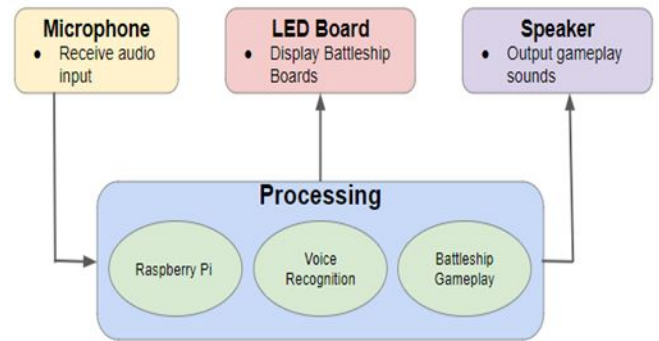 Microphone
● Receive audio
input
LED Board
● Display Battleship
Boards
Speaker
● Output gameplay
sounds
Processing
Raspberry Pi
Voice
Recognition
Battleship
Gameplay